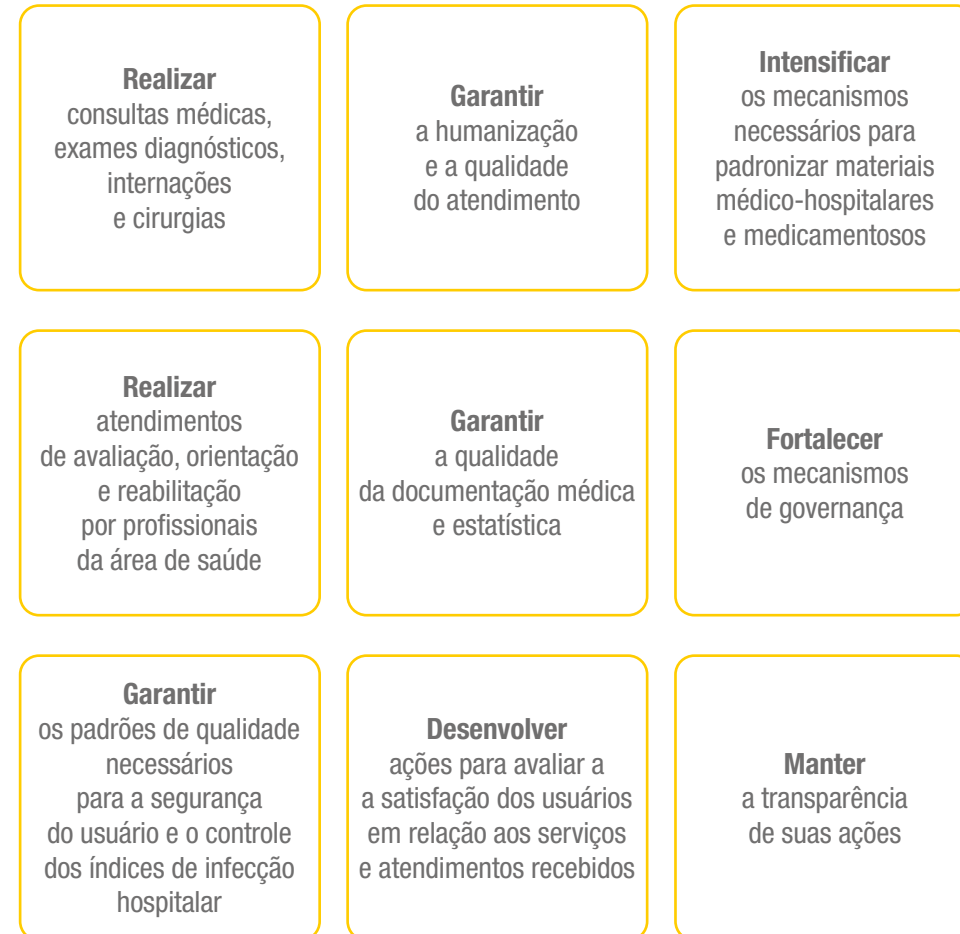 Realizar
consultas médicas,
exames diagnósticos,
internações
e cirurgias
Garantir
a humanização
e a qualidade
do atendimento
Intensificar
os mecanismos
necessários para
padronizar materiais
médico-hospitalares
e medicamentosos
Realizar
atendimentos
de avaliação, orientação
e reabilitação
por profissionais
da área de saúde
Garantir
a qualidade
da documentação médica
e estatística
Fortalecer
os mecanismos
de governança
Garantir
os padrões de qualidade
necessários
para a segurança
do usuário e o controle
dos índices de infecção
hospitalar
Desenvolver
ações para avaliar a
a satisfação dos usuários
em relação aos serviços
e atendimentos recebidos
Manter
a transparência
de suas ações